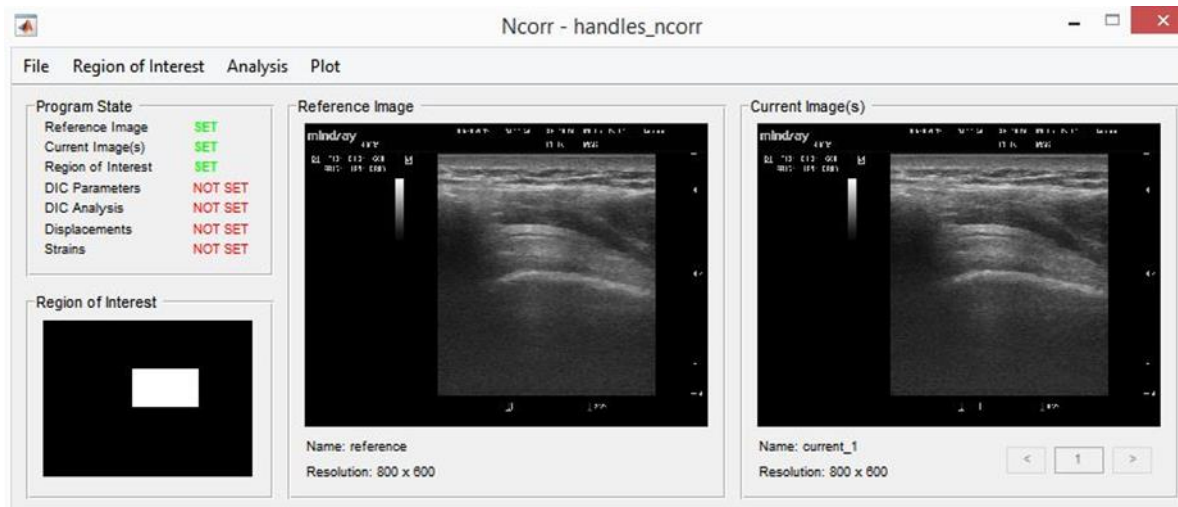 Ncorr - handles_ncorr
File Region of Interest Analysis Plot
Program State
Reference Image SET
Current Image(s) SET
Region of Interest SET
DIC Parameters NOT SET
DIC Analysis NOT SET
Displacements NOT SET
Strains NOT SET
Region of Interest
Reference Image
mindray
Name: reference
Resolution: 800 x 600
Current Image(s)
mindray
Name: current_1
Resolution: 800 x 600
< 1 >